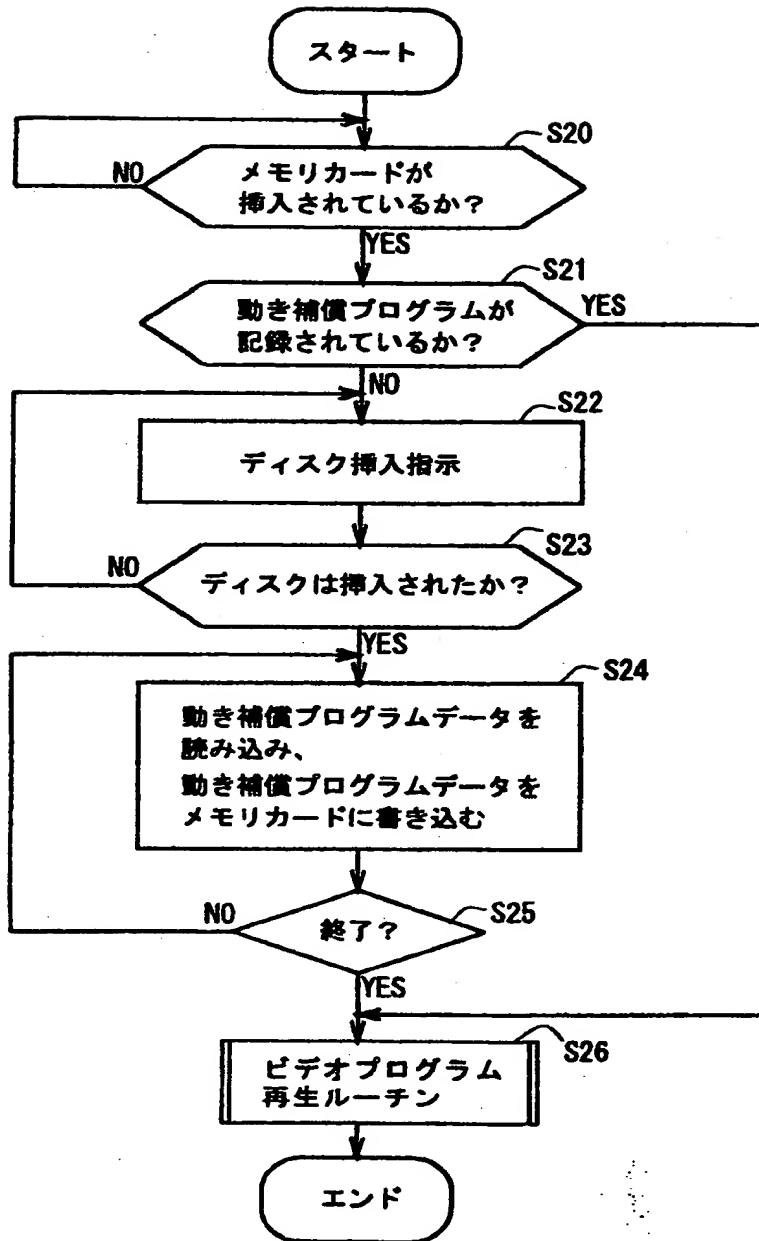 スタート
S20
NO
メモリカードが
挿入されているか？
YES
S21
動き補償プログラムが
記録されているか？
YES
NO
S22
ディスク挿入指示
S23
NO
ディスクは挿入されたか？
YES
S24
動き補償プログラムデータを
読み込み、
動き補償プログラムデータを
メモリカードに書き込む
NO
S25
終了？
YES
S26
ビデオプログラム
再生ルーチン
エンド